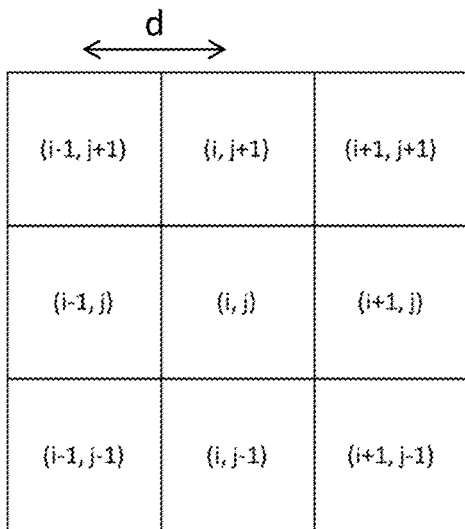 d
(i-1, j+1) (i, j+1) (i+1, j+1)
(i-1, j) (i, j) (i+1, j)
(i-1, j-1) (i, j-1) (i+1, j-1)